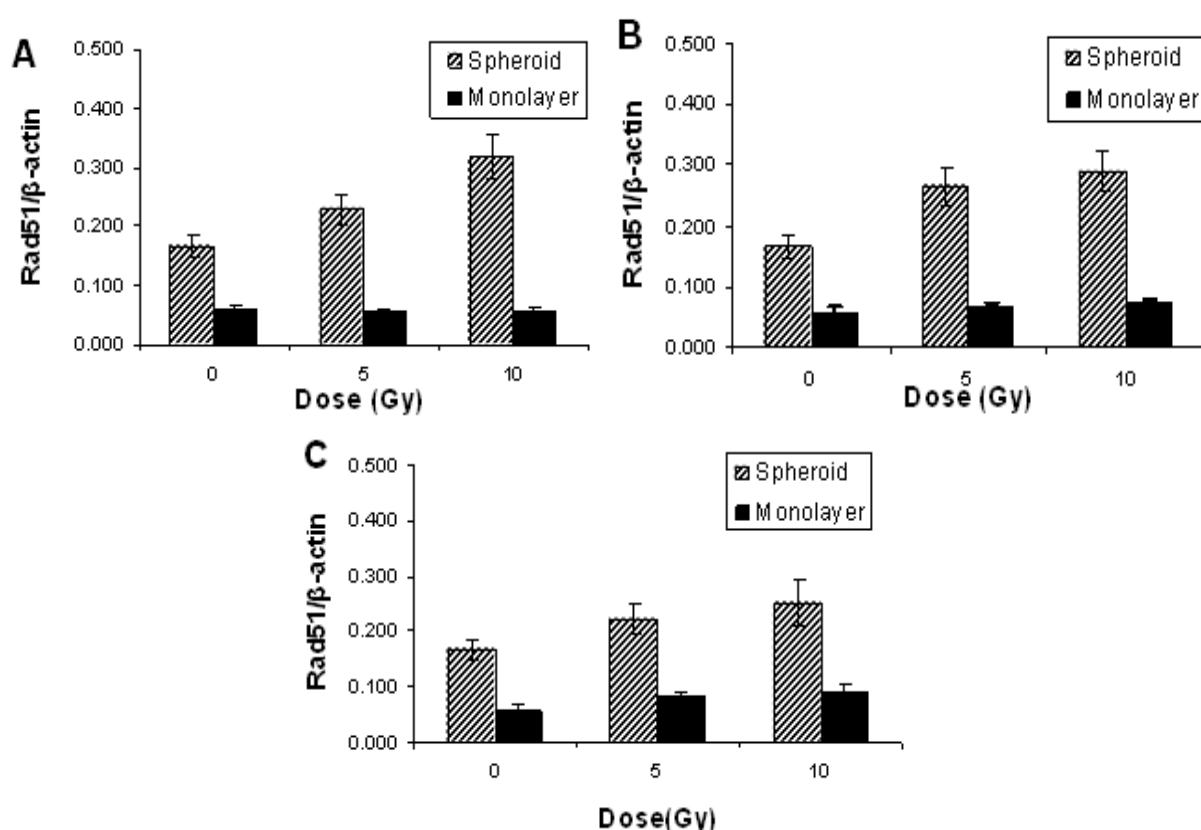 A
Rad51/β-actin
0.500
0.400
0.300
0.200
0.100
0.000
Spheroid
Monolayer
0 5 10
Dose (Gy)
B
Rad51/β-actin
0.500
0.400
0.300
0.200
0.100
0.000
Spheroid
Monolayer
0 5 10
Dose (Gy)
C
Rad51/β-actin
0.500
0.400
0.300
0.200
0.100
0.000
Spheroid
Monolayer
0 5 10
Dose(Gy)